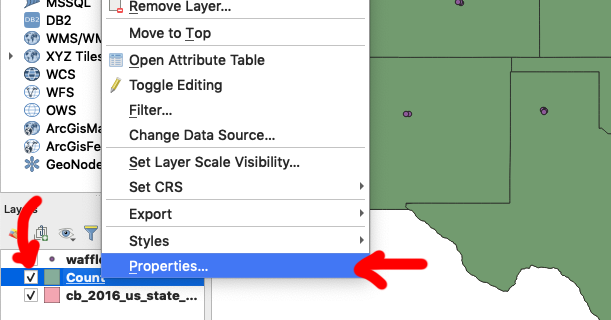 MSSQL
DB2
WMS/WM
XYZ Tiles
WCS
WFS
OWS
ArcGisMa
ArcGisFe
GeoNode
Remove Layer...
Move to Top
Open Attribute Table
Toggle Editing
Filter...
Change Data Source...
Set Layer Scale Visibility...
Set CRS
Export
Styles
Properties...
Layers
waffle
Count
cb_2016_us_state_...